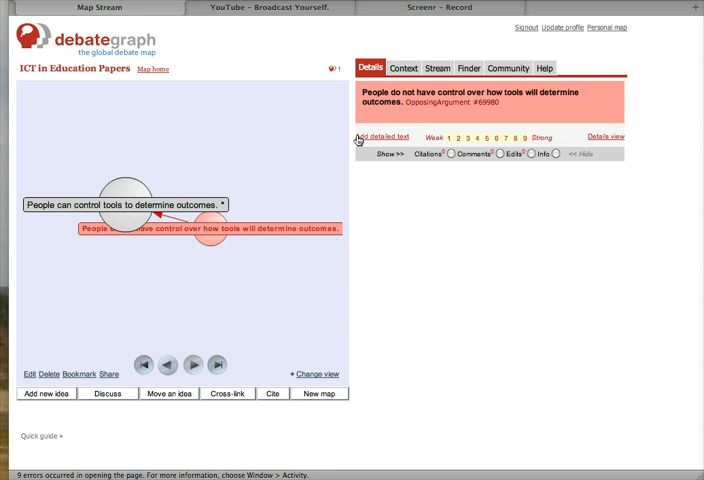 Map Stream
YouTube - Broadcast Yourself.
Screenr - Record
+
debategraph
the global debate map
Signout Update profile Personal map
ICT in Education Papers Map home
1
Details Context Stream Finder Community Help
People do not have control over how tools will determine
outcomes. OpposingArgument #69980
Add detailed text Weak 1 2 3 4 5 6 7 8 9 Strong Details view
Show >> Citations0 Comments0 Edits0 Info << Hide
People can control tools to determine outcomes. *
People do not have control over how tools will determine outcomes.
Edit Delete Bookmark Share
+ Change view
Add new idea Discuss Move an idea Cross-link Cite New map
Quick guide »
9 errors occurred in opening the page. For more information, choose Window > Activity.